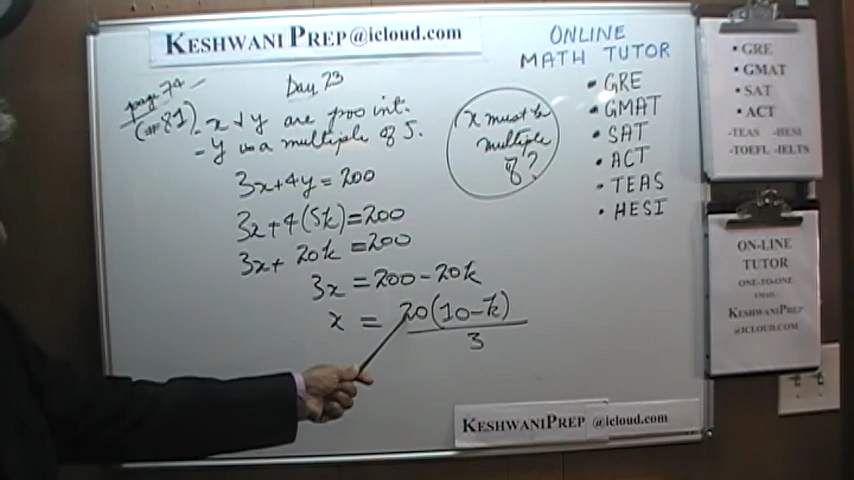 KESHWANI PREP @icloud.com
page 74
Day 23
(#81)
- x & y are pos int.
- y is a multiple of 5.
3x+4y=200
3x+4(5k)=200
3x+ 20k =200
3x =200-20k
x = 20(10-k)
3
x must be
multiple
of?
ONLINE
MATH TUTOR
• GRE
• GMAT
• SAT
• ACT
• TEAS
• HESI
• GRE
• GMAT
• SAT
• ACT
-TEAS -HESI
-TOEFL -IELTS
ON-LINE
TUTOR
ONE-TO-ONE
EMAIL
KESHWANIPREP
@ICLOUD.COM
KESHWANIPREP @icloud.com